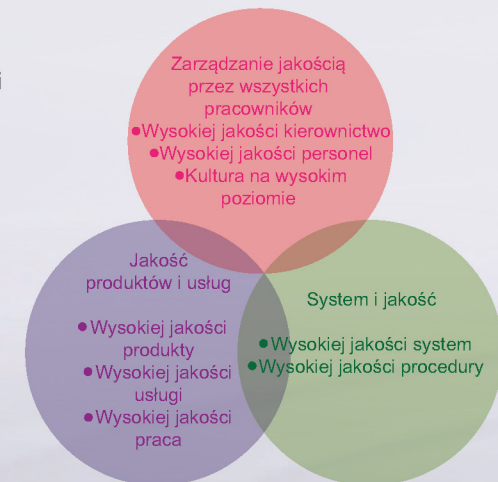 i
Zarządzanie jakością
przez wszystkich
pracowników
●Wysokiej jakości kierownictwo
●Wysokiej jakości personel
●Kultura na wysokim
poziomie
Jakość
produktów i usług
●Wysokiej jakości
produkty
●Wysokiej jakości
usługi
●Wysokiej jakości
praca
System i jakość
●Wysokiej jakości system
●Wysokiej jakości procedury